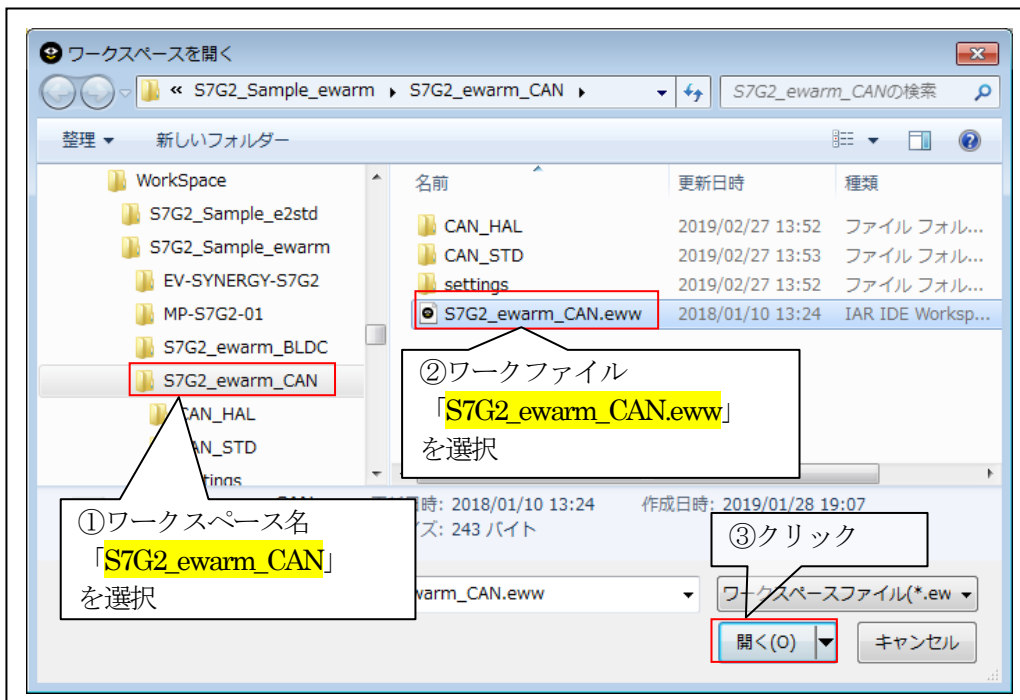 ワークスペースを開く
« S7G2_Sample_ewarm ▸ S7G2_ewarm_CAN ▸
S7G2_ewarm_CANの検索
整理 ▼ 新しいフォルダー
WorkSpace
S7G2_Sample_e2std
S7G2_Sample_ewarm
EV-SYNERGY-S7G2
MP-S7G2-01
S7G2_ewarm_BLDC
S7G2_ewarm_CAN
CAN_HAL
AN_STD
tings
名前 更新日時 種類
CAN_HAL 2019/02/27 13:52 ファイル フォル...
CAN_STD 2019/02/27 13:53 ファイル フォル...
settings 2019/02/27 13:52 ファイル フォル...
S7G2_ewarm_CAN.eww 2018/01/10 13:24 IAR IDE Worksp...
②ワークファイル
「S7G2_ewarm_CAN.eww」
を選択
時: 2018/01/10 13:24 作成日時: 2019/01/28 19:07
ズ: 243 バイト
①ワークスペース名
「S7G2_ewarm_CAN」
を選択
③クリック
warm_CAN.eww
ワークスペースファイル(*.ew
開く(O) キャンセル